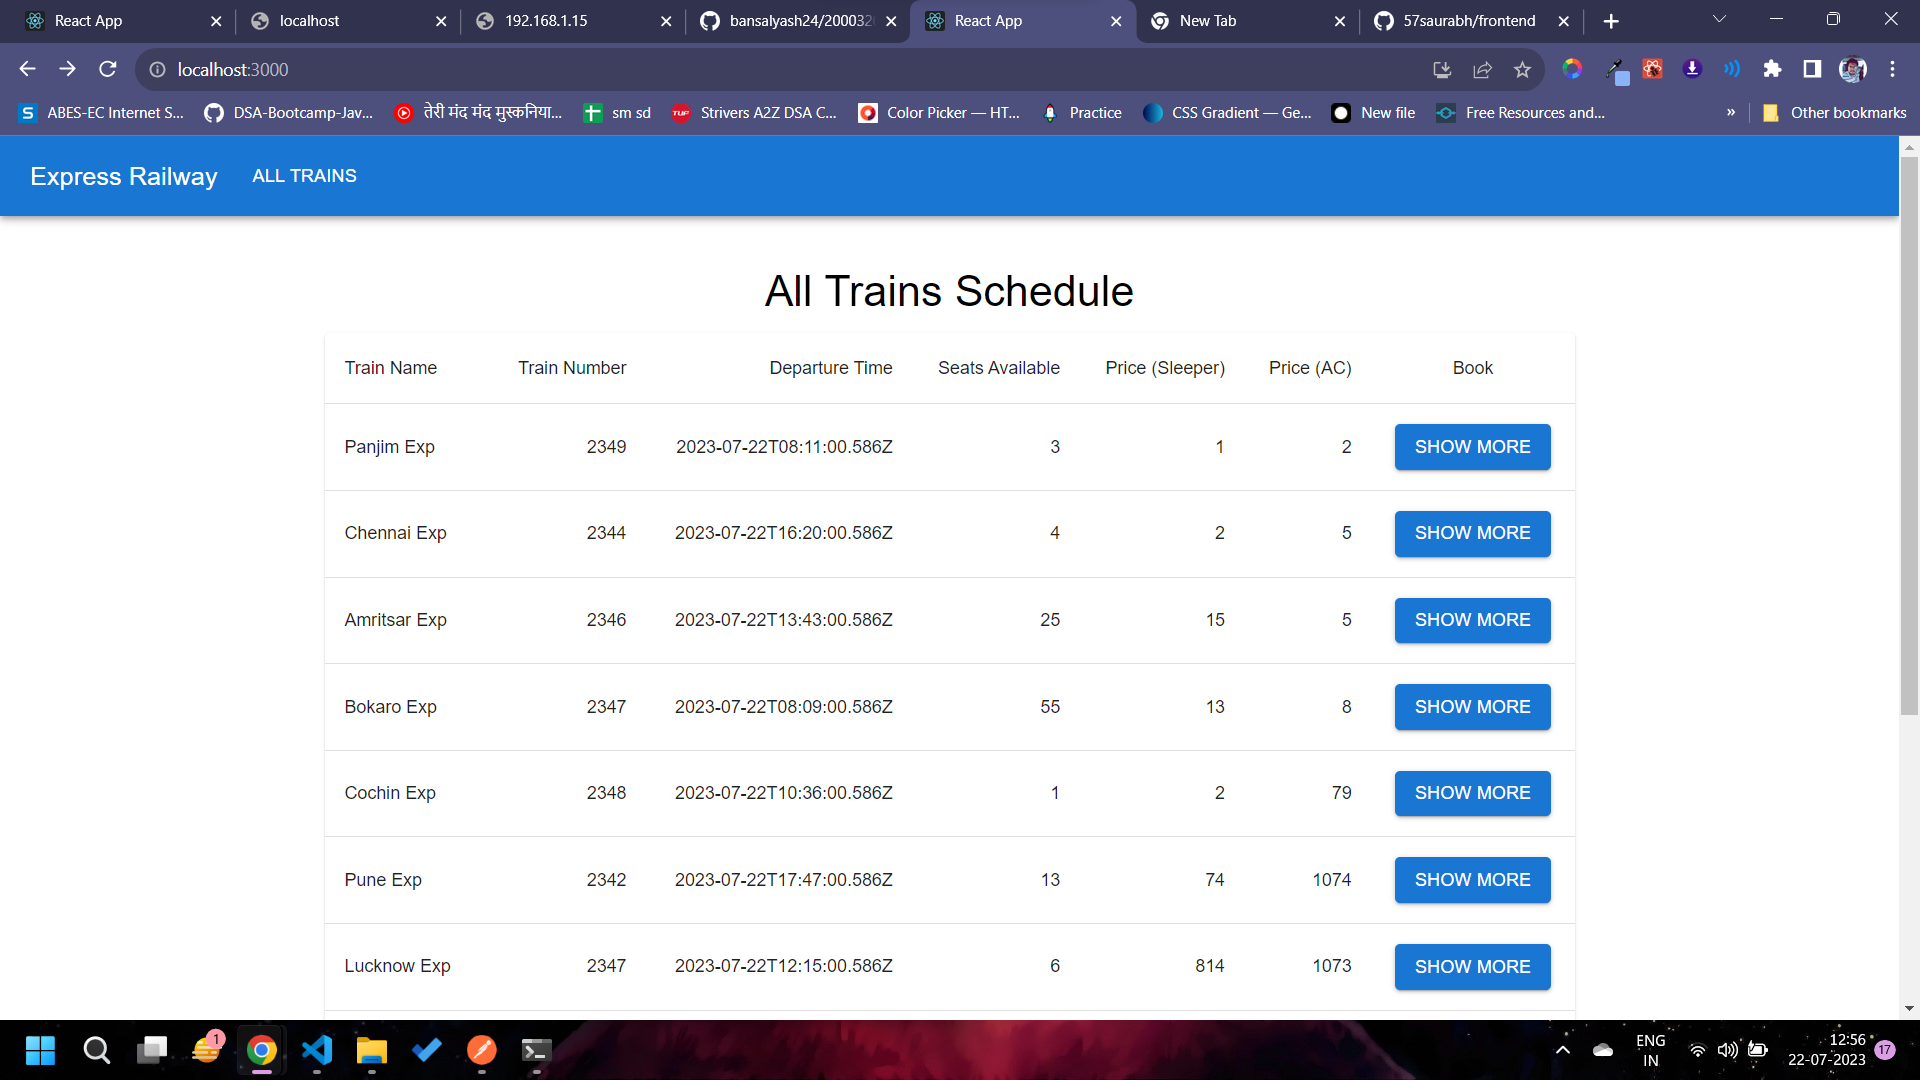 React App
localhost
192.168.1.15
bansalyash24/200032
React App
New Tab
57saurabh/frontend
localhost:3000
ABES-EC Internet S...
DSA-Bootcamp-Jav...
तेरी मंद मंद मुस्कनिया...
sm sd
TUF Strivers A2Z DSA C...
Color Picker — HT...
Practice
CSS Gradient — Ge...
New file
Free Resources and...
» Other bookmarks
Express Railway ALL TRAINS
All Trains Schedule
Train Name Train Number Departure Time Seats Available Price (Sleeper) Price (AC) Book
Panjim Exp 2349 2023-07-22T08:11:00.586Z 3 1 2 SHOW MORE
Chennai Exp 2344 2023-07-22T16:20:00.586Z 4 2 5 SHOW MORE
Amritsar Exp 2346 2023-07-22T13:43:00.586Z 25 15 5 SHOW MORE
Bokaro Exp 2347 2023-07-22T08:09:00.586Z 55 13 8 SHOW MORE
Cochin Exp 2348 2023-07-22T10:36:00.586Z 1 2 79 SHOW MORE
Pune Exp 2342 2023-07-22T17:47:00.586Z 13 74 1074 SHOW MORE
Lucknow Exp 2347 2023-07-22T12:15:00.586Z 6 814 1073 SHOW MORE
1
ENG
IN
12:56
22-07-2023
17